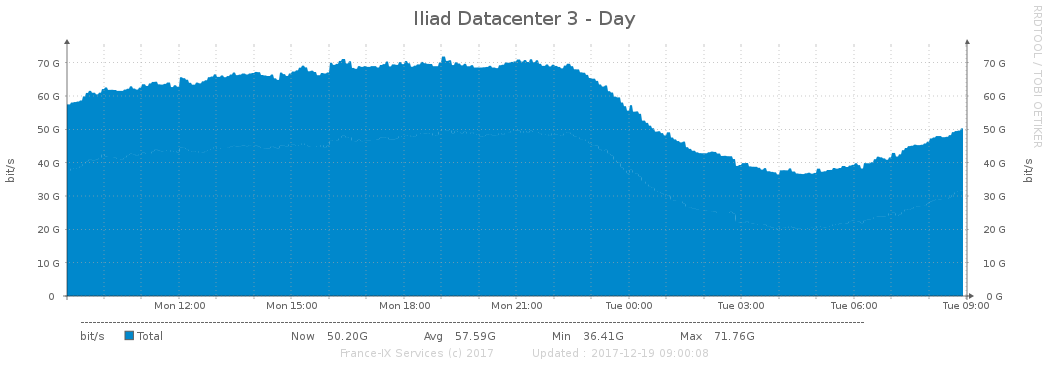 Iliad Datacenter 3 - Day
RRDTOOL / TOBI OETIKER
bit/s
70 G 70 G
60 G 60 G
50 G 50 G
40 G 40 G
30 G 30 G
20 G 20 G
10 G 10 G
0 0 G
bit/s
Mon 12:00 Mon 15:00 Mon 18:00 Mon 21:00 Tue 00:00 Tue 03:00 Tue 06:00 Tue 09:00
bit/s Total Now 50.20G Avg 57.59G Min 36.41G Max 71.76G
France-IX Services (c) 2017 Updated : 2017-12-19 09:00:08